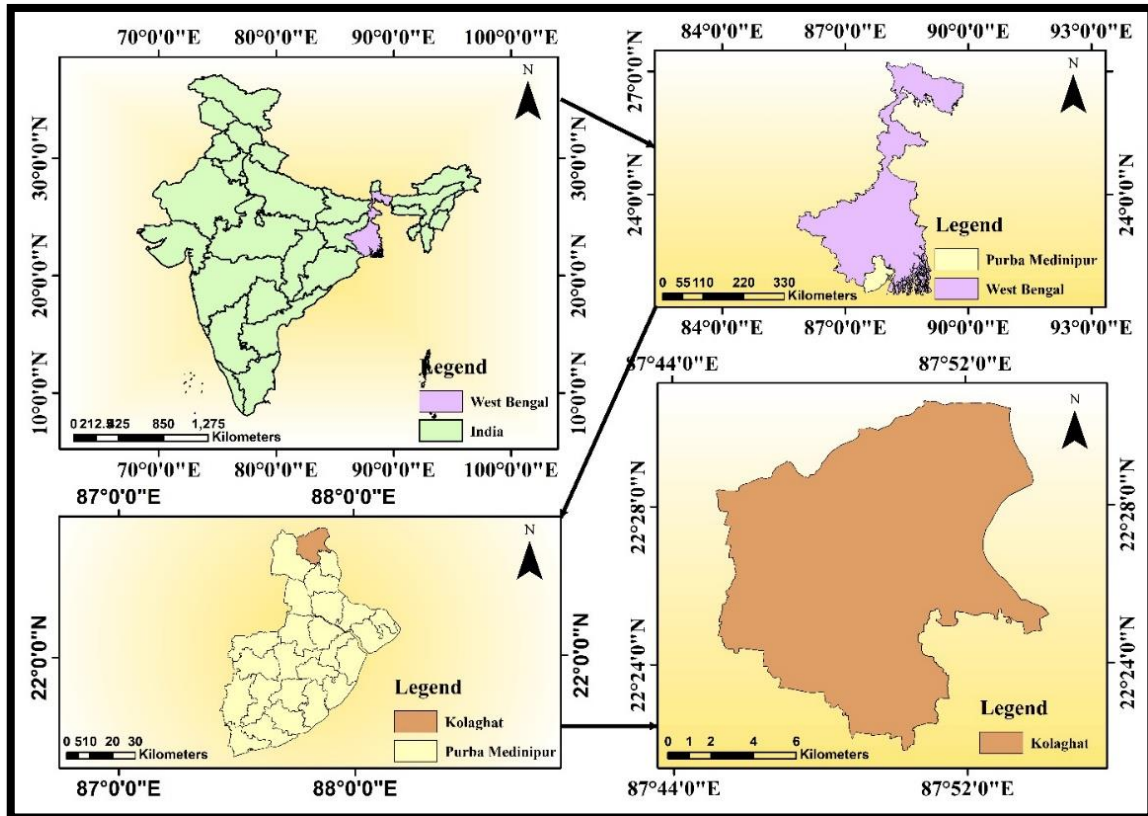 70°0'0"E 80°0'0"E 90°0'0"E 100°0'0"E
N
30°0'0"N
20°0'0"N
10°0'0"N
30°0'0"N
20°0'0"N
10°0'0"N
Legend
West Bengal
India
0 212.5 425 850 1,275
Kilometers
70°0'0"E 80°0'0"E 90°0'0"E 100°0'0"E
84°0'0"E 87°0'0"E 90°0'0"E 93°0'0"E
N
27°0'0"N
24°0'0"N
24°0'0"N
Legend
Purba Medinipur
West Bengal
0 55 110 220 330
Kilometers
84°0'0"E 87°0'0"E 90°0'0"E 93°0'0"E
87°0'0"E 88°0'0"E
N
22°0'0"N
22°0'0"N
Legend
Kolaghat
Purba Medinipur
0 5 10 20 30
Kilometers
87°0'0"E 88°0'0"E
87°44'0"E 87°52'0"E
N
22°28'0"N
22°24'0"N
22°28'0"N
22°24'0"N
Legend
Kolaghat
0 1 2 4 6
Kilometers
87°44'0"E 87°52'0"E